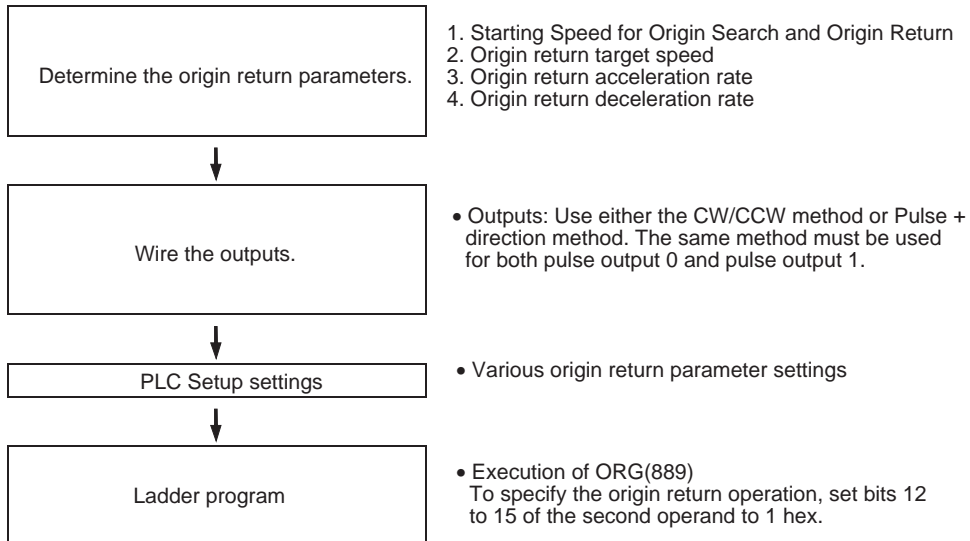 Determine the origin return parameters.
1. Starting Speed for Origin Search and Origin Return
2. Origin return target speed
3. Origin return acceleration rate
4. Origin return deceleration rate
Wire the outputs.
• Outputs: Use either the CW/CCW method or Pulse +
direction method. The same method must be used
for both pulse output 0 and pulse output 1.
PLC Setup settings
• Various origin return parameter settings
Ladder program
• Execution of ORG(889)
To specify the origin return operation, set bits 12
to 15 of the second operand to 1 hex.